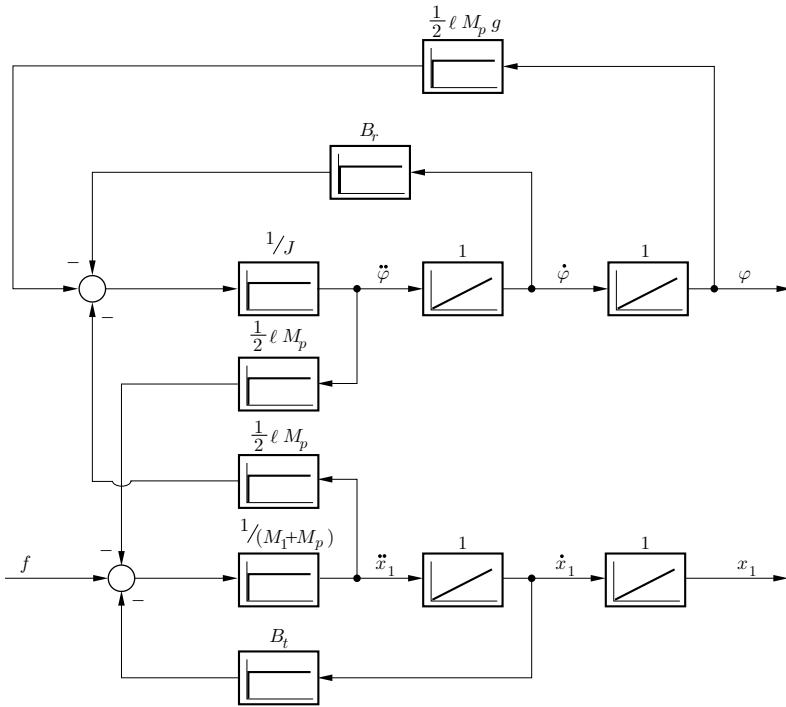 ½ ℓ M_p g
B_r
1/J
φ̈
1
φ̇
1
φ
−
−
½ ℓ M_p
½ ℓ M_p
1/(M_1+M_p)
f
−
−
ẍ_1
1
ẋ_1
1
x_1
B_t